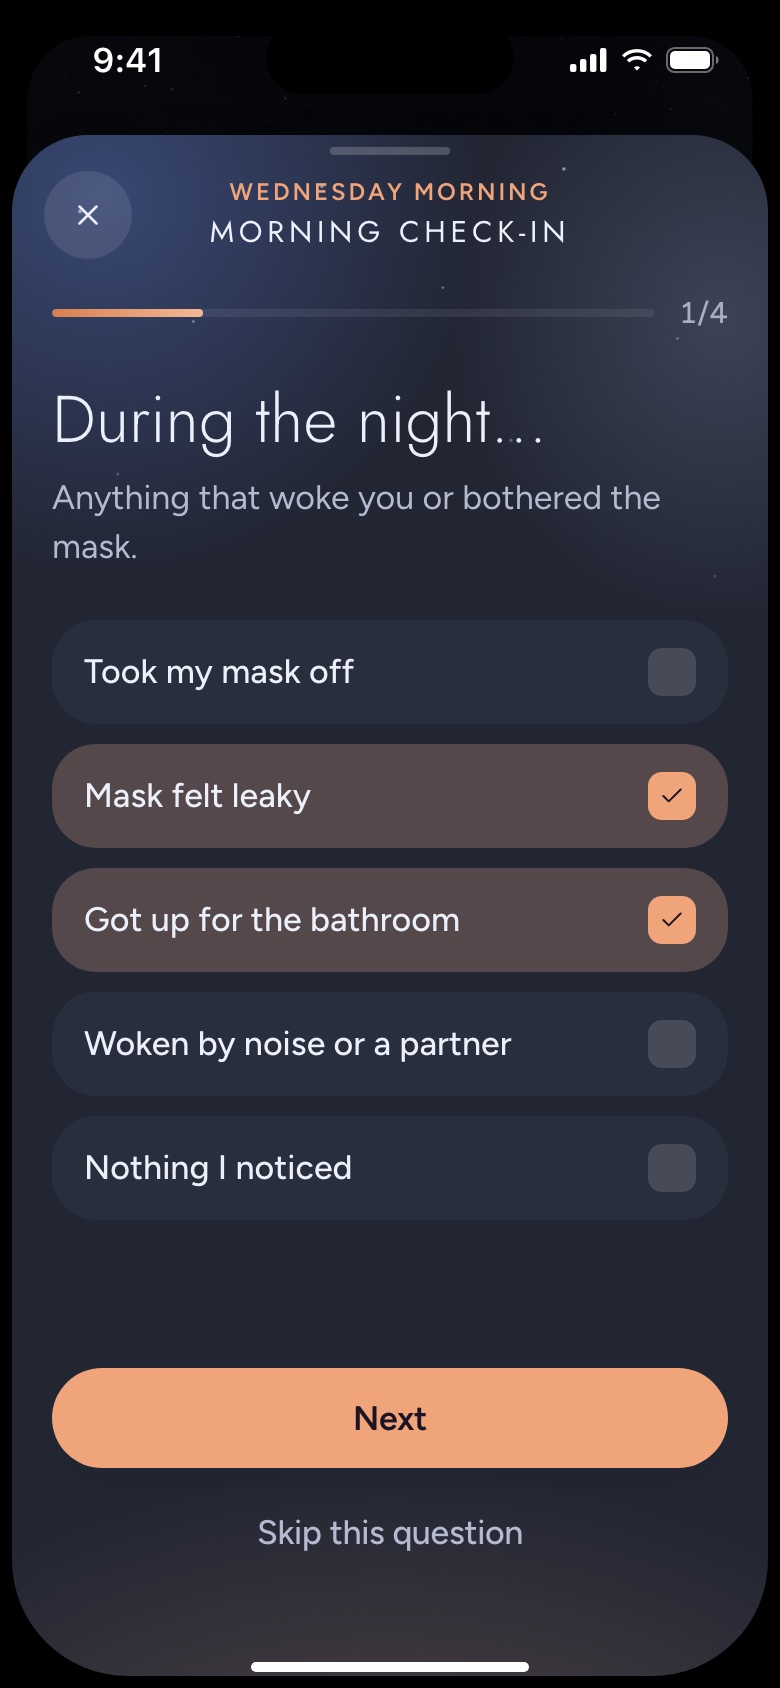 9:41
WEDNESDAY MORNING
MORNING CHECK-IN
1/4
During the night...
Anything that woke you or bothered the
mask.
Took my mask off
Mask felt leaky
Got up for the bathroom
Woken by noise or a partner
Nothing I noticed
Next
Skip this question